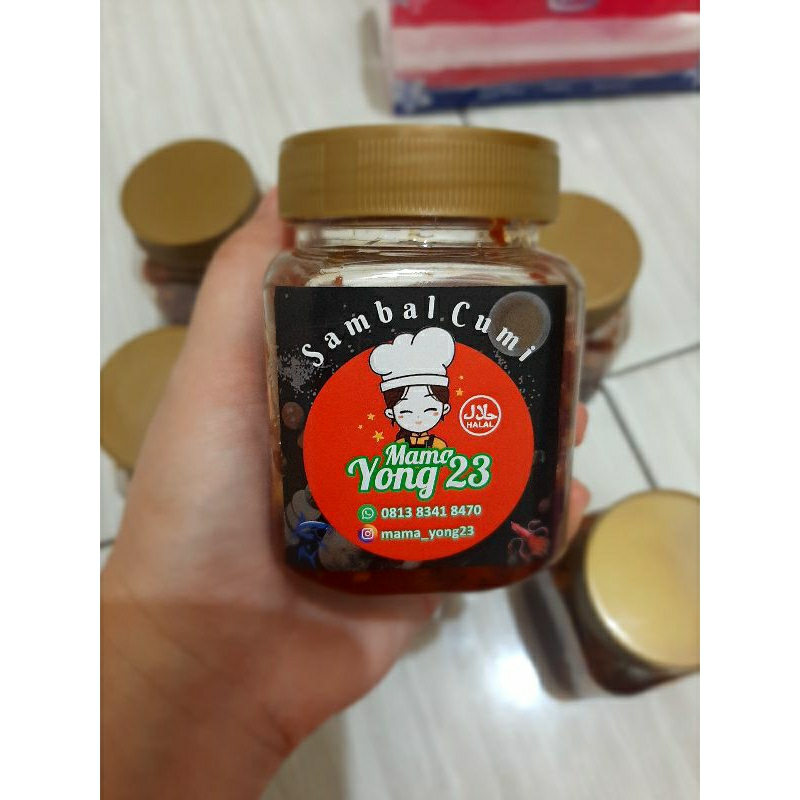 Sambal Cumi
حلال
HALAL
Mama
Yong 23
0813 8341 8470
mama_yong23